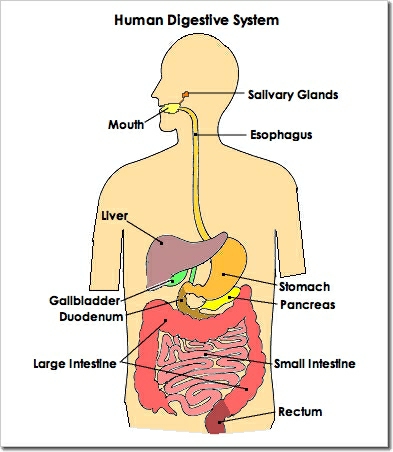 Human Digestive System
Salivary Glands
Mouth
Esophagus
Liver
Stomach
Gallbladder
Pancreas
Duodenum
Large Intestine
Small Intestine
Rectum